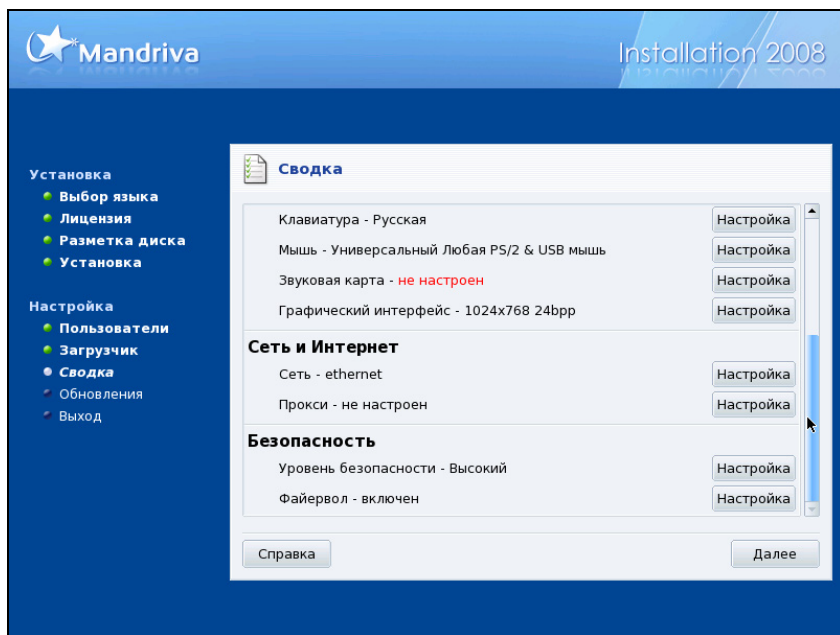 Mandriva
Installation 2008
Установка
Выбор языка
Лицензия
Разметка диска
Установка
Настройка
Пользователи
Загрузчик
Сводка
Обновления
Выход
Сводка
Клавиатура - Русская Настройка
Мышь - Универсальный Любая PS/2 & USB мышь Настройка
Звуковая карта - не настроен Настройка
Графический интерфейс - 1024x768 24bpp Настройка
Сеть и Интернет
Сеть - ethernet Настройка
Прокси - не настроен Настройка
Безопасность
Уровень безопасности - Высокий Настройка
Файервол - включен Настройка
Справка Далее